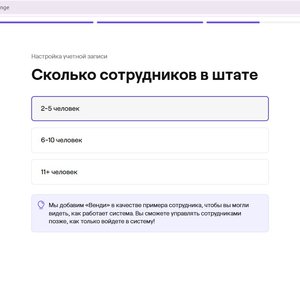 nge
Настройка учетной записи
Сколько сотрудников в штате
2-5 человек
6-10 человек
11+ человек
Мы добавим «Венди» в качестве примера сотрудника, чтобы вы могли
видеть, как работает система. Вы сможете управлять сотрудниками
позже, как только войдете в систему!